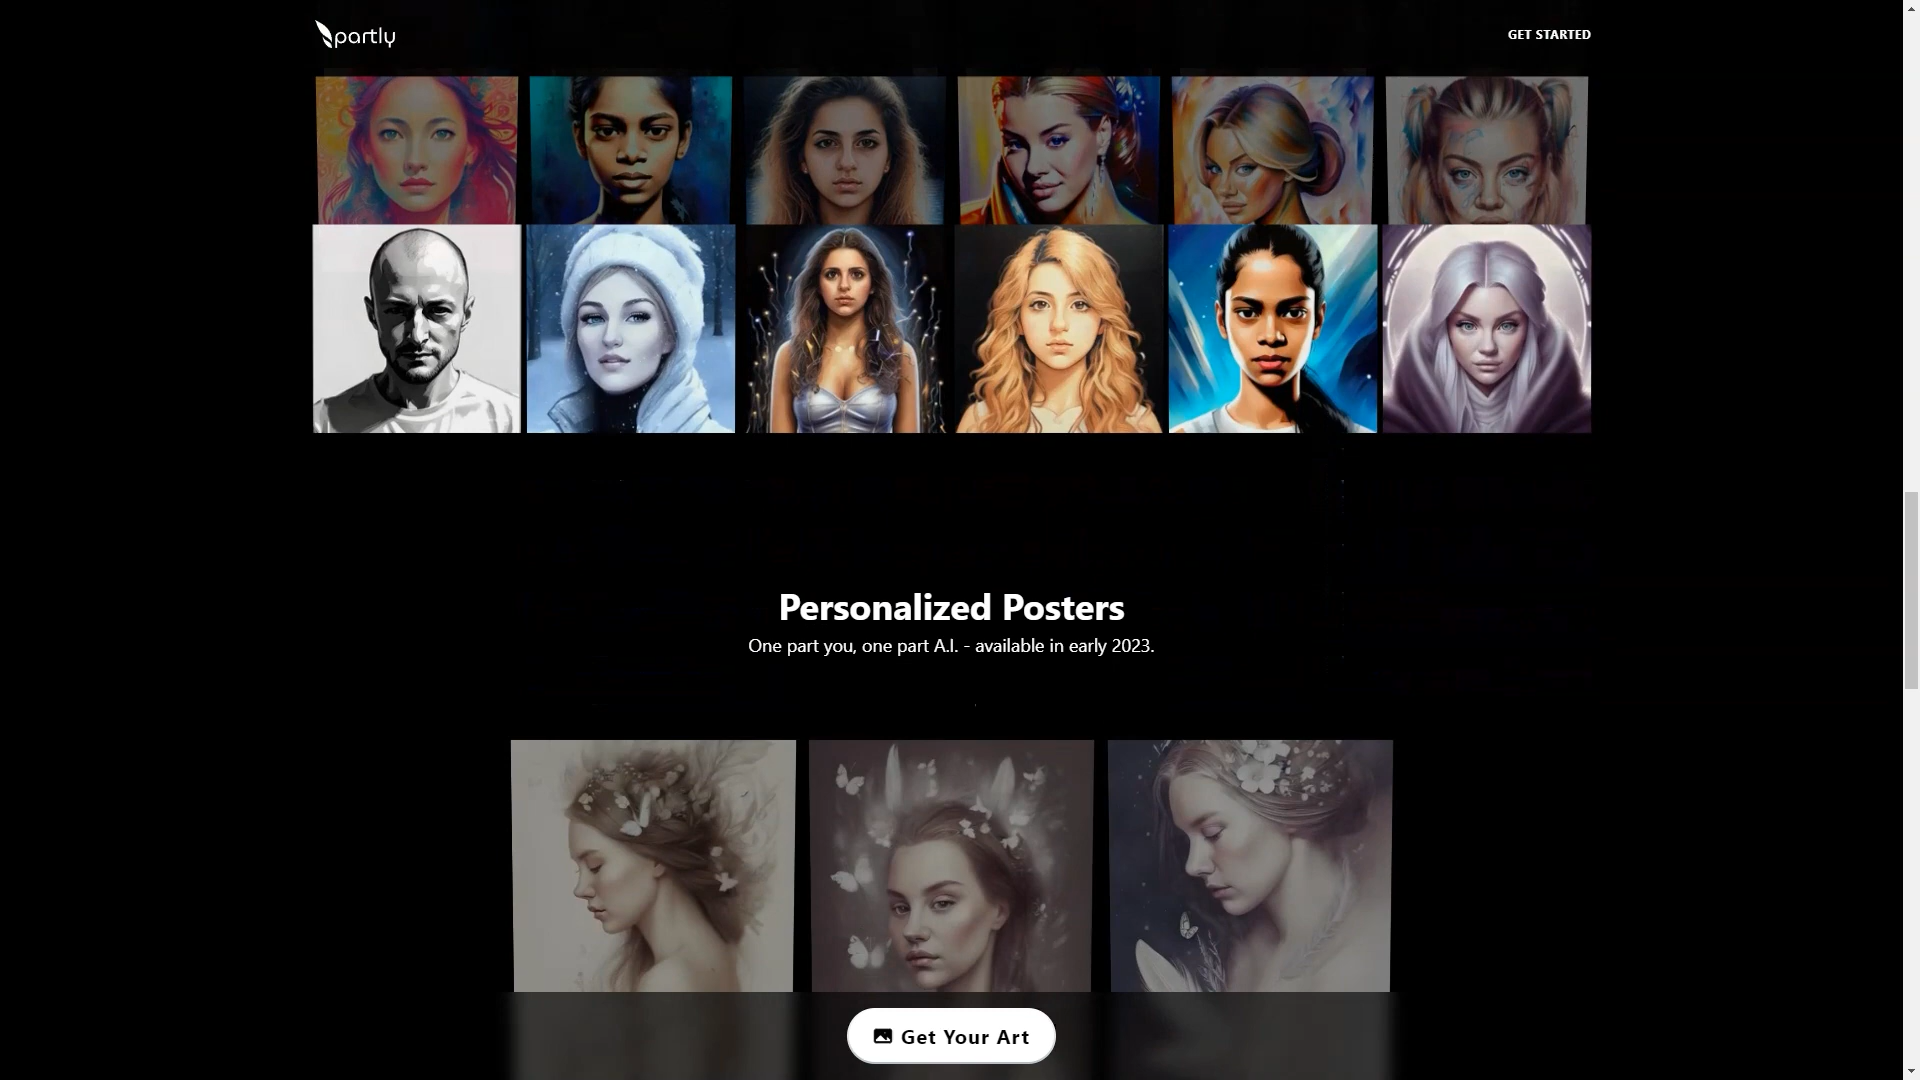 partly
GET STARTED
Personalized Posters
One part you, one part A.I. - available in early 2023.
Get Your Art